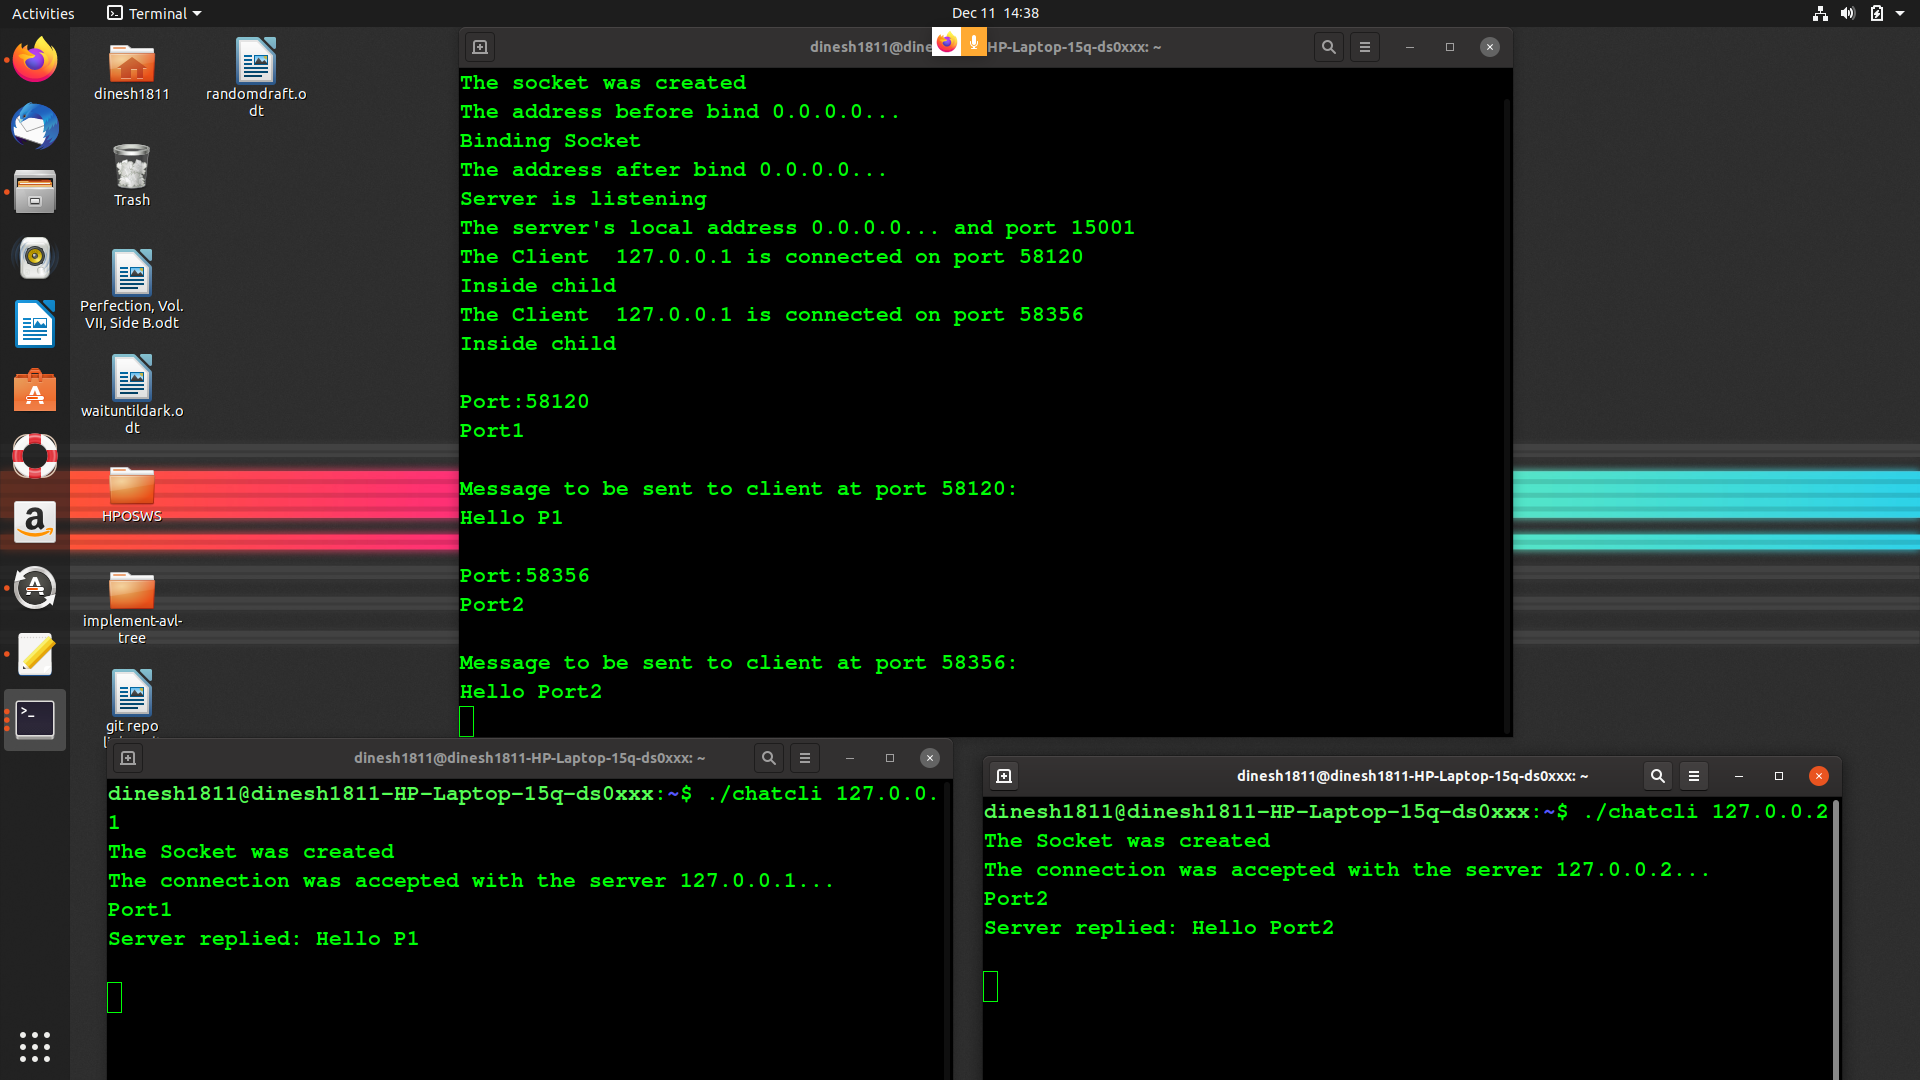 Activities
Terminal
Dec 11  14:38
dinesh1811
randomdraft.o
dt
Trash
Perfection, Vol.
VII, Side B.odt
waituntildark.o
dt
HPOSWS
implement-avl-
tree
git repo
dinesh1811@dine HP-Laptop-15q-ds0xxx: ~
The socket was created
The address before bind 0.0.0.0...
Binding Socket
The address after bind 0.0.0.0...
Server is listening
The server's local address 0.0.0.0... and port 15001
The Client  127.0.0.1 is connected on port 58120
Inside child
The Client  127.0.0.1 is connected on port 58356
Inside child
Port:58120
Port1
Message to be sent to client at port 58120:
Hello P1
Port:58356
Port2
Message to be sent to client at port 58356:
Hello Port2
dinesh1811@dinesh1811-HP-Laptop-15q-ds0xxx: ~
dinesh1811@dinesh1811-HP-Laptop-15q-ds0xxx:~$ ./chatcli 127.0.0.
1
The Socket was created
The connection was accepted with the server 127.0.0.1...
Port1
Server replied: Hello P1
dinesh1811@dinesh1811-HP-Laptop-15q-ds0xxx: ~
dinesh1811@dinesh1811-HP-Laptop-15q-ds0xxx:~$ ./chatcli 127.0.0.2
The Socket was created
The connection was accepted with the server 127.0.0.2...
Port2
Server replied: Hello Port2